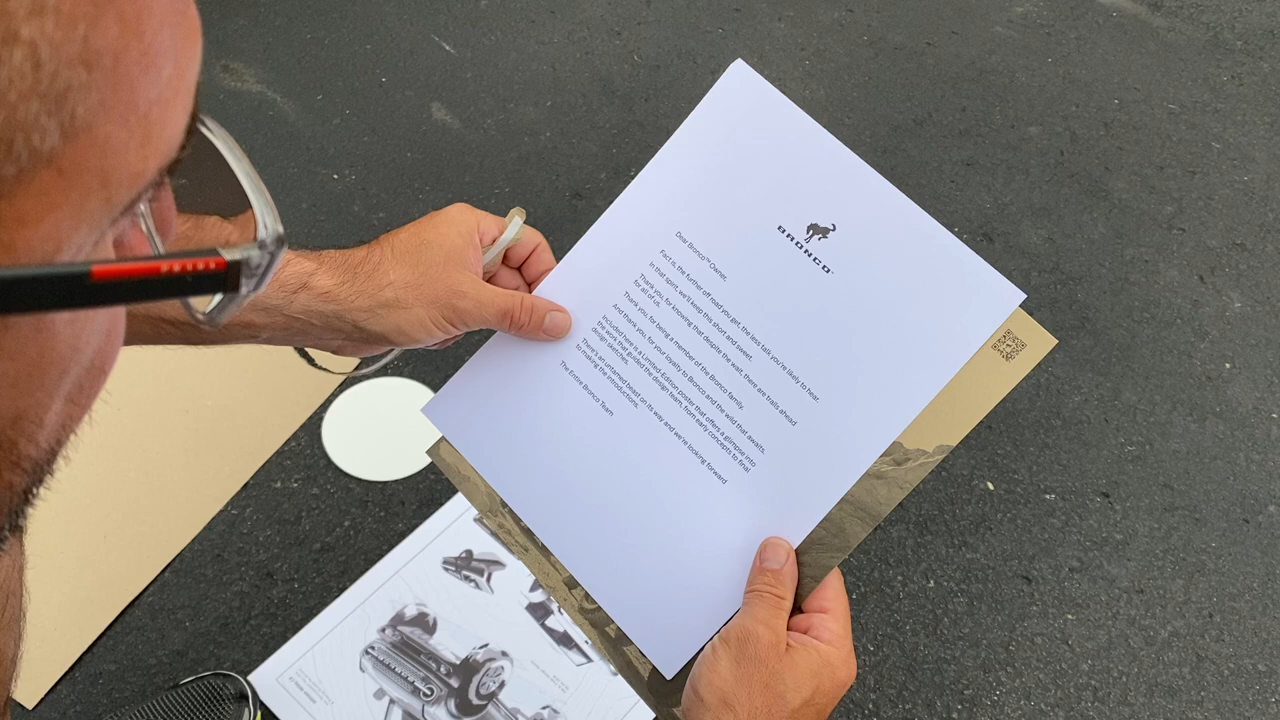 PRADA
BRONCO
Dear Bronco™ Owner,
Fact is, the further off road you get, the less talk you're likely to hear.
In that spirit, we'll keep this short and sweet.
Thank you, for knowing that despite the wait, there are trails ahead
for all of us.
Thank you, for being a member of the Bronco family.
And thank you for your loyalty to Bronco and the wild that awaits.
Included here is a Limited-Edition poster that offers a glimpse into
the work that guided the design team, from early concepts to final
design sketches.
There's an untamed beast on its way and we're looking forward
to making the introductions.
The Entire Bronco Team